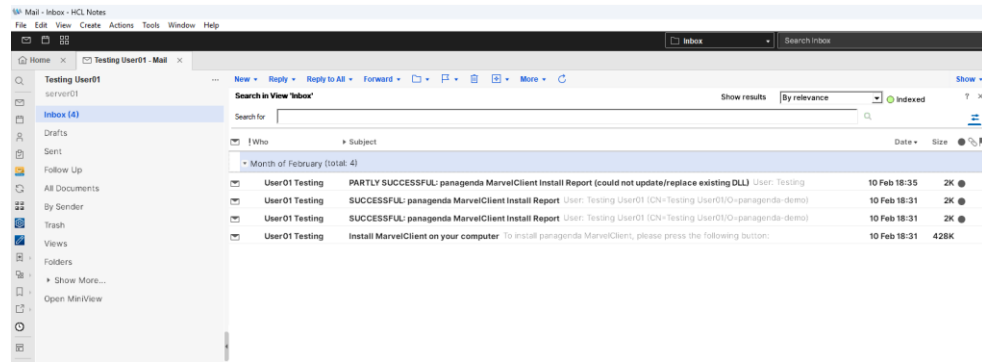 Mail - Inbox - HCL Notes
File Edit View Create Actions Tools Window Help
Inbox
Search Inbox
Home
Testing User01 - Mail
Testing User01
server01
Inbox (4)
Drafts
Sent
Follow Up
All Documents
By Sender
Trash
Views
Folders
Show More...
Open MiniView
New Reply Reply to All Forward More Show
Search in View 'Inbox' Show results By relevance Indexed ?
Search for
! Who Subject Date Size
Month of February (total: 4)
User01 Testing PARTLY SUCCESSFUL: panagenda MarvelClient Install Report (could not update/replace existing DLL) User: Testing 10 Feb 18:35 2K
User01 Testing SUCCESSFUL: panagenda MarvelClient Install Report User: Testing User01 (CN=Testing User01/O=panagenda-demo) 10 Feb 18:31 2K
User01 Testing SUCCESSFUL: panagenda MarvelClient Install Report User: Testing User01 (CN=Testing User01/O=panagenda-demo) 10 Feb 18:31 2K
User01 Testing Install MarvelClient on your computer To install panagenda MarvelClient, please press the following button: 10 Feb 18:31 428K